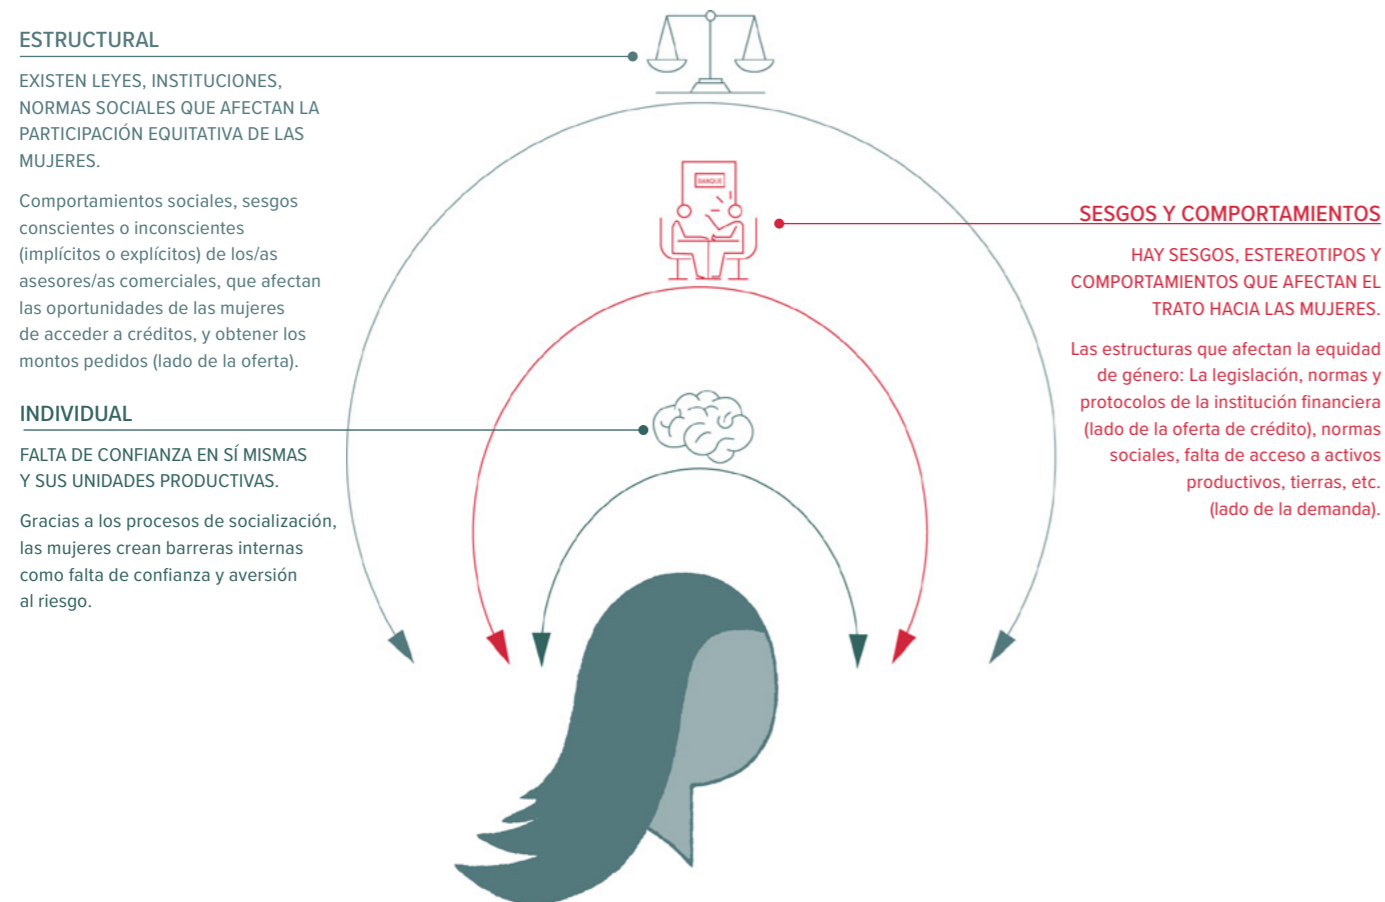 ESTRUCTURAL
EXISTEN LEYES, INSTITUCIONES,
NORMAS SOCIALES QUE AFECTAN LA
PARTICIPACIÓN EQUITATIVA DE LAS
MUJERES.
Comportamientos sociales, sesgos
conscientes o inconscientes
(implícitos o explícitos) de los/as
asesores/as comerciales, que afectan
las oportunidades de las mujeres
de acceder a créditos, y obtener los
montos pedidos (lado de la oferta).
INDIVIDUAL
FALTA DE CONFIANZA EN SÍ MISMAS
Y SUS UNIDADES PRODUCTIVAS.
Gracias a los procesos de socialización,
las mujeres crean barreras internas
como falta de confianza y aversión
al riesgo.
BANQUE
SESGOS Y COMPORTAMIENTOS
HAY SESGOS, ESTEREOTIPOS Y
COMPORTAMIENTOS QUE AFECTAN EL
TRATO HACIA LAS MUJERES.
Las estructuras que afectan la equidad
de género: La legislación, normas y
protocolos de la institución financiera
(lado de la oferta de crédito), normas
sociales, falta de acceso a activos
productivos, tierras, etc.
(lado de la demanda).